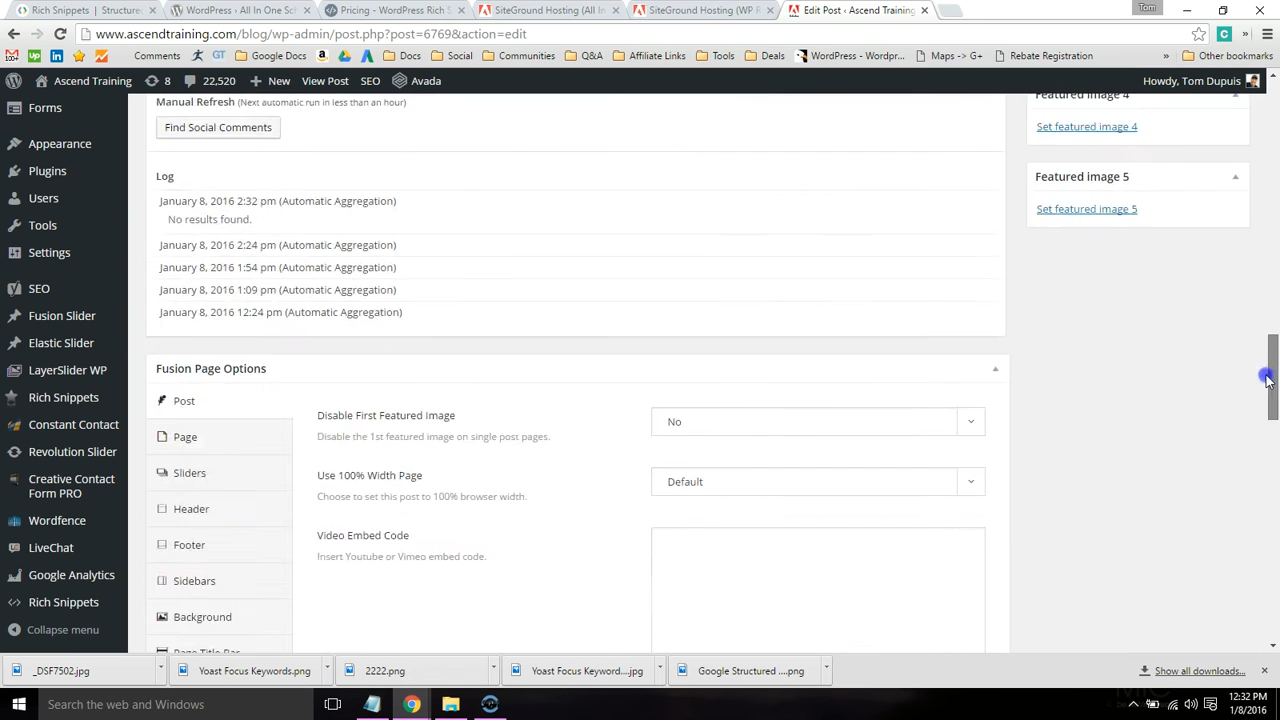 Rich Snippets | Structure
WordPress › All In One Sc
Pricing - WordPress Rich S
SiteGround Hosting (All In
SiteGround Hosting (WP R
Edit Post ‹ Ascend Training
Tom
www.ascendtraining.com/blog/wp-admin/post.php?post=6769&action=edit
Comments
GT
Google Docs
Docs
Social
Communities
Q&A
Affiliate Links
Tools
Deals
WordPress - Wordpr...
Maps -> G+
Rebate Registration
»
Other bookmarks
Ascend Training
8
22,520
New
View Post
SEO
Avada
Howdy, Tom Dupuis
Forms
Appearance
Plugins
Users
Tools
Settings
SEO
Fusion Slider
Elastic Slider
LayerSlider WP
Rich Snippets
Constant Contact
Revolution Slider
Creative Contact
Form PRO
Wordfence
LiveChat
Google Analytics
Rich Snippets
Collapse menu
Manual Refresh (Next automatic run in less than an hour)
Find Social Comments
Log
January 8, 2016 2:32 pm (Automatic Aggregation)
No results found.
January 8, 2016 2:24 pm (Automatic Aggregation)
January 8, 2016 1:54 pm (Automatic Aggregation)
January 8, 2016 1:09 pm (Automatic Aggregation)
January 8, 2016 12:24 pm (Automatic Aggregation)
Featured image 4
Set featured image 4
Featured image 5
Set featured image 5
Fusion Page Options
Post
Page
Sliders
Header
Footer
Sidebars
Background
Page Title Bar
Disable First Featured Image
Disable the 1st featured image on single post pages.
No
Use 100% Width Page
Choose to set this post to 100% browser width.
Default
Video Embed Code
Insert Youtube or Vimeo embed code.
_DSF7502.jpg
Yoast Focus Keywords.png
2222.png
Yoast Focus Keyword....jpg
Google Structured ....png
Show all downloads...
Search the web and Windows
12:32 PM
1/8/2016